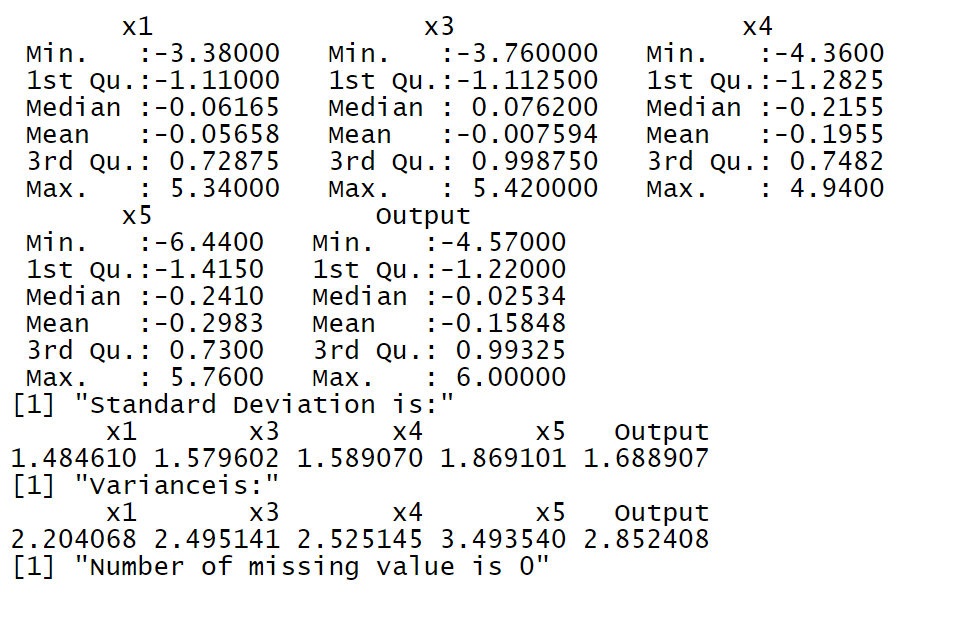 x1                 x3                  x4
 Min.   :-3.38000   Min.   :-3.760000   Min.   :-4.3600
 1st Qu.:-1.11000   1st Qu.:-1.112500   1st Qu.:-1.2825
 Median :-0.06165   Median : 0.076200   Median :-0.2155
 Mean   :-0.05658   Mean   :-0.007594   Mean   :-0.1955
 3rd Qu.: 0.72875   3rd Qu.: 0.998750   3rd Qu.: 0.7482
 Max.   : 5.34000   Max.   : 5.420000   Max.   : 4.9400
       x5              Output
 Min.   :-6.4400   Min.   :-4.57000
 1st Qu.:-1.4150   1st Qu.:-1.22000
 Median :-0.2410   Median :-0.02534
 Mean   :-0.2983   Mean   :-0.15848
 3rd Qu.: 0.7300   3rd Qu.: 0.99325
 Max.   : 5.7600   Max.   : 6.00000
[1] "Standard Deviation is:"
      x1       x3       x4       x5   Output
1.484610 1.579602 1.589070 1.869101 1.688907
[1] "Varianceis:"
      x1       x3       x4       x5   Output
2.204068 2.495141 2.525145 3.493540 2.852408
[1] "Number of missing value is 0"